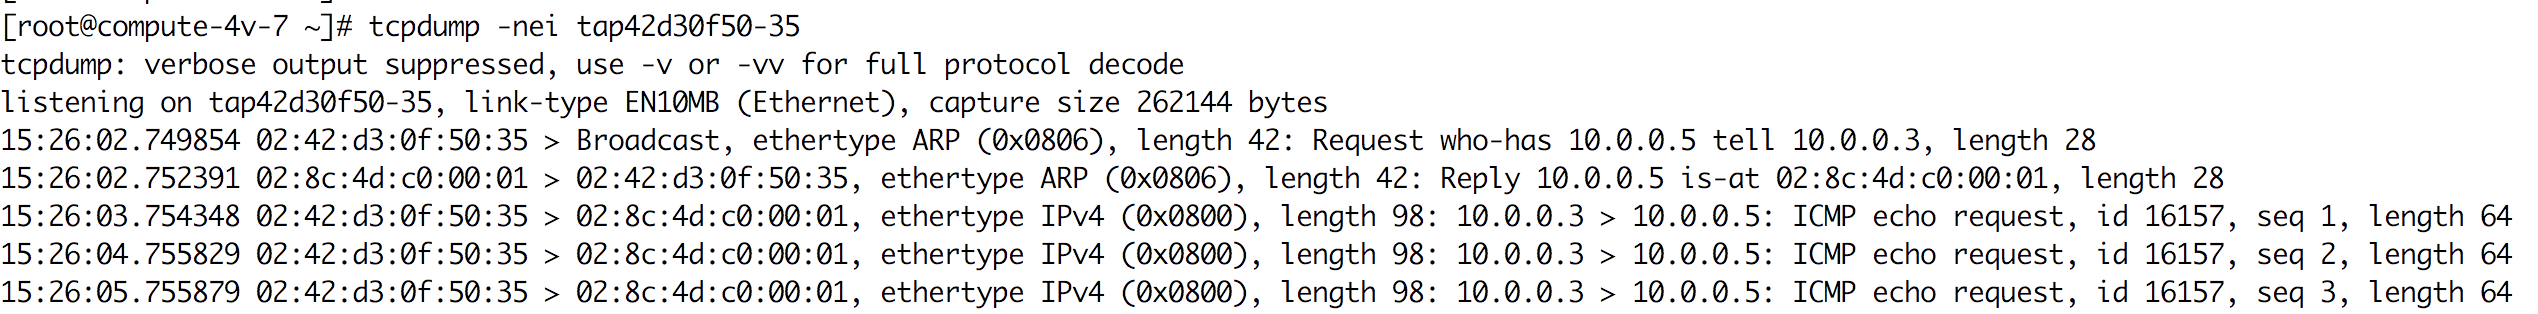 [root@compute-4v-7 ~]# tcpdump -nei tap42d30f50-35
tcpdump: verbose output suppressed, use -v or -vv for full protocol decode
listening on tap42d30f50-35, link-type EN10MB (Ethernet), capture size 262144 bytes
15:26:02.749854 02:42:d3:0f:50:35 > Broadcast, ethertype ARP (0x0806), length 42: Request who-has 10.0.0.5 tell 10.0.0.3, length 28
15:26:02.752391 02:8c:4d:c0:00:01 > 02:42:d3:0f:50:35, ethertype ARP (0x0806), length 42: Reply 10.0.0.5 is-at 02:8c:4d:c0:00:01, length 28
15:26:03.754348 02:42:d3:0f:50:35 > 02:8c:4d:c0:00:01, ethertype IPv4 (0x0800), length 98: 10.0.0.3 > 10.0.0.5: ICMP echo request, id 16157, seq 1, length 64
15:26:04.755829 02:42:d3:0f:50:35 > 02:8c:4d:c0:00:01, ethertype IPv4 (0x0800), length 98: 10.0.0.3 > 10.0.0.5: ICMP echo request, id 16157, seq 2, length 64
15:26:05.755879 02:42:d3:0f:50:35 > 02:8c:4d:c0:00:01, ethertype IPv4 (0x0800), length 98: 10.0.0.3 > 10.0.0.5: ICMP echo request, id 16157, seq 3, length 64